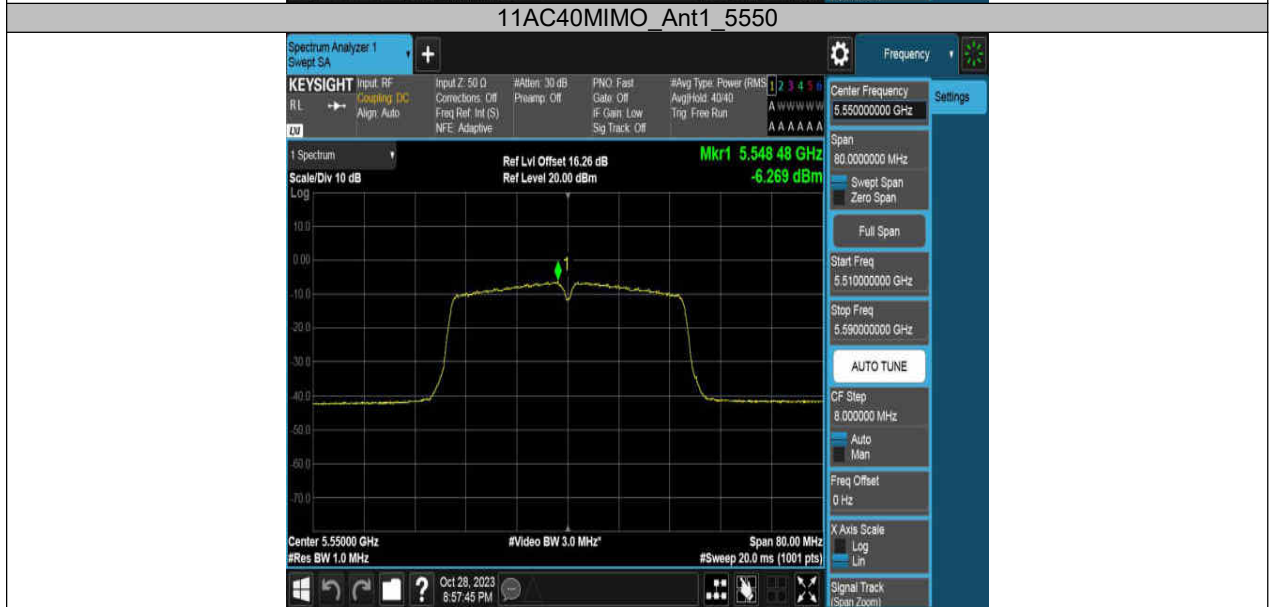 11AC40MIMO_Ant1_5550
Spectrum Analyzer 1
Swept SA
+
Frequency
KEYSIGHT
RL
Input: RF
Coupling: DC
Align: Auto
Input Z: 50 Ω
Corrections: Off
Freq Ref: Int (S)
NFE: Adaptive
#Atten: 30 dB
Preamp: Off
PNO: Fast
Gate: Off
IF Gain: Low
Sig Track: Off
#Avg Type: Power (RMS
Avg|Hold: 40/40
Trig: Free Run
1 2 3 4 5 6
A W W W W W
A A A A A A
Center Frequency
5.550000000 GHz
Settings
Span
80.0000000 MHz
Swept Span
Zero Span
Full Span
Start Freq
5.510000000 GHz
Stop Freq
5.590000000 GHz
AUTO TUNE
CF Step
8.000000 MHz
Auto
Man
Freq Offset
0 Hz
X Axis Scale
Log
Lin
Signal Track
(Span Zoom)
1 Spectrum
Scale/Div 10 dB
Log
Ref Lvl Offset 16.26 dB
Ref Level 20.00 dBm
Mkr1 5.548 48 GHz
-6.269 dBm
10.0
0.00
-10.0
-20.0
-30.0
-40.0
-50.0
-60.0
-70.0
1
Center 5.55000 GHz
#Res BW 1.0 MHz
#Video BW 3.0 MHz*
Span 80.00 MHz
#Sweep 20.0 ms (1001 pts)
?
Oct 28, 2023
8:57:45 PM